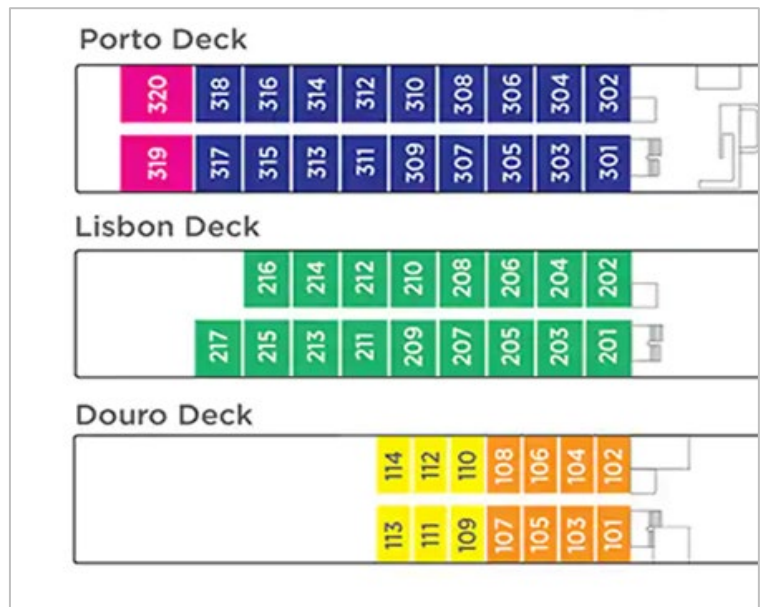 Porto Deck
320 318 316 314 312 310 308 306 304 302
319 317 315 313 311 309 307 305 303 301
Lisbon Deck
216 214 212 210 208 206 204 202
217 215 213 211 209 207 205 203 201
Douro Deck
114 112 110 108 106 104 102
113 111 109 107 105 103 101